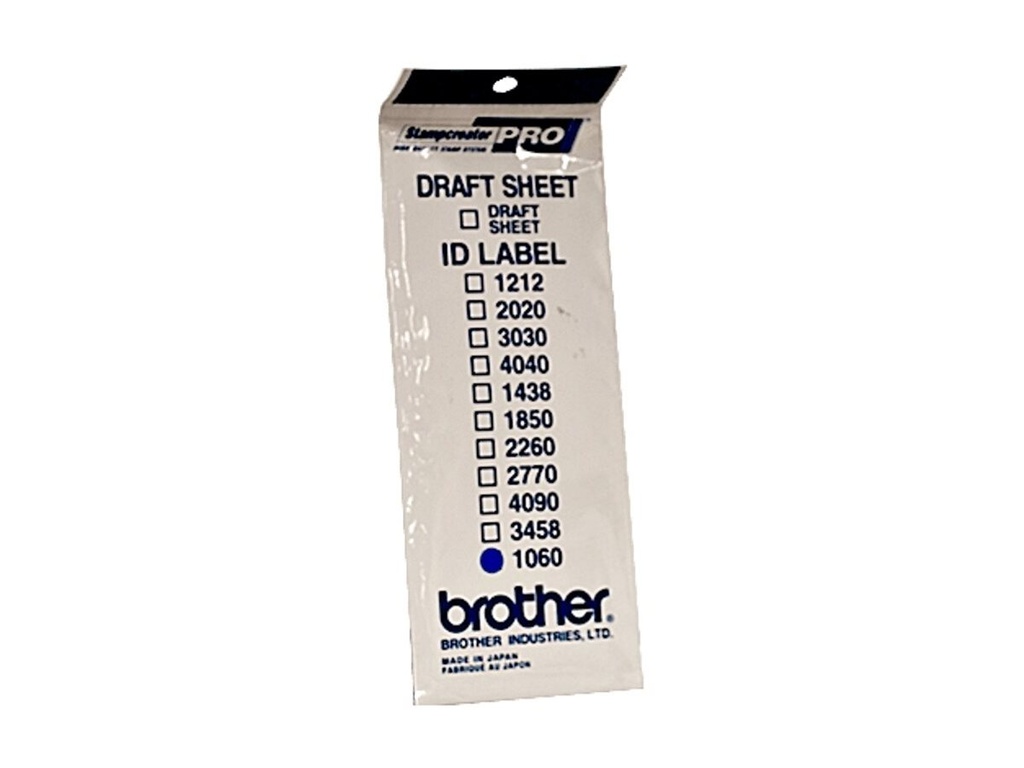 Stampcreator PRO
DRAFT SHEET
DRAFT
SHEET
ID LABEL
1212
2020
3030
4040
1438
1850
2260
2770
4090
3458
1060
brother®
BROTHER INDUSTRIES, LTD.
MADE IN JAPAN
FABRIQUÉ AU JAPON